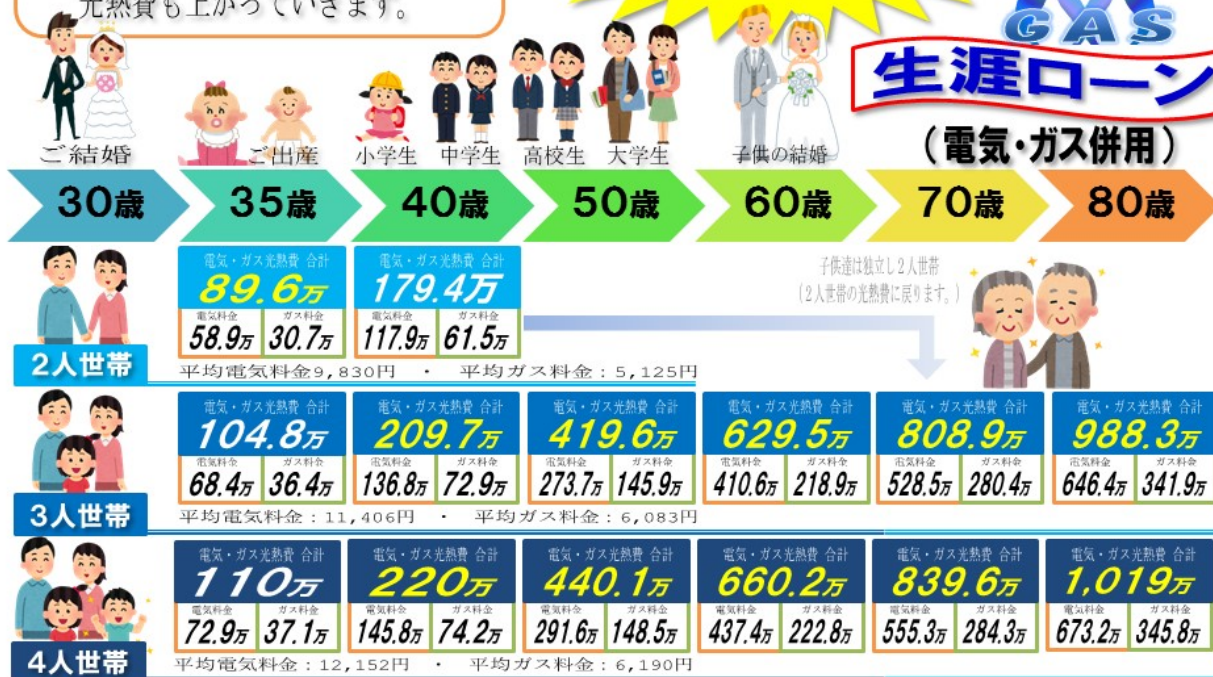 光熱費も上がっていきます。
GAS
生涯ローン
(電気・ガス併用)
ご結婚
ご出産
小学生
中学生
高校生
大学生
子供の結婚
30歳
35歳
40歳
50歳
60歳
70歳
80歳
2人世帯
電気・ガス光熱費 合計
89.6万
電気料金 ガス料金
58.9万 30.7万
電気・ガス光熱費 合計
179.4万
電気料金 ガス料金
117.9万 61.5万
子供達は独立し2人世帯
(2人世帯の光熱費に戻ります。)
平均電気料金9,830円 ・ 平均ガス料金:5,125円
3人世帯
電気・ガス光熱費 合計
104.8万
電気料金 ガス料金
68.4万 36.4万
電気・ガス光熱費 合計
209.7万
電気料金 ガス料金
136.8万 72.9万
電気・ガス光熱費 合計
419.6万
電気料金 ガス料金
273.7万 145.9万
電気・ガス光熱費 合計
629.5万
電気料金 ガス料金
410.6万 218.9万
電気・ガス光熱費 合計
808.9万
電気料金 ガス料金
528.5万 280.4万
電気・ガス光熱費 合計
988.3万
電気料金 ガス料金
646.4万 341.9万
平均電気料金:11,406円 ・ 平均ガス料金:6,083円
4人世帯
電気・ガス光熱費 合計
110万
電気料金 ガス料金
72.9万 37.1万
電気・ガス光熱費 合計
220万
電気料金 ガス料金
145.8万 74.2万
電気・ガス光熱費 合計
440.1万
電気料金 ガス料金
291.6万 148.5万
電気・ガス光熱費 合計
660.2万
電気料金 ガス料金
437.4万 222.8万
電気・ガス光熱費 合計
839.6万
電気料金 ガス料金
555.3万 284.3万
電気・ガス光熱費 合計
1,019万
電気料金 ガス料金
673.2万 345.8万
平均電気料金:12,152円 ・ 平均ガス料金:6,190円